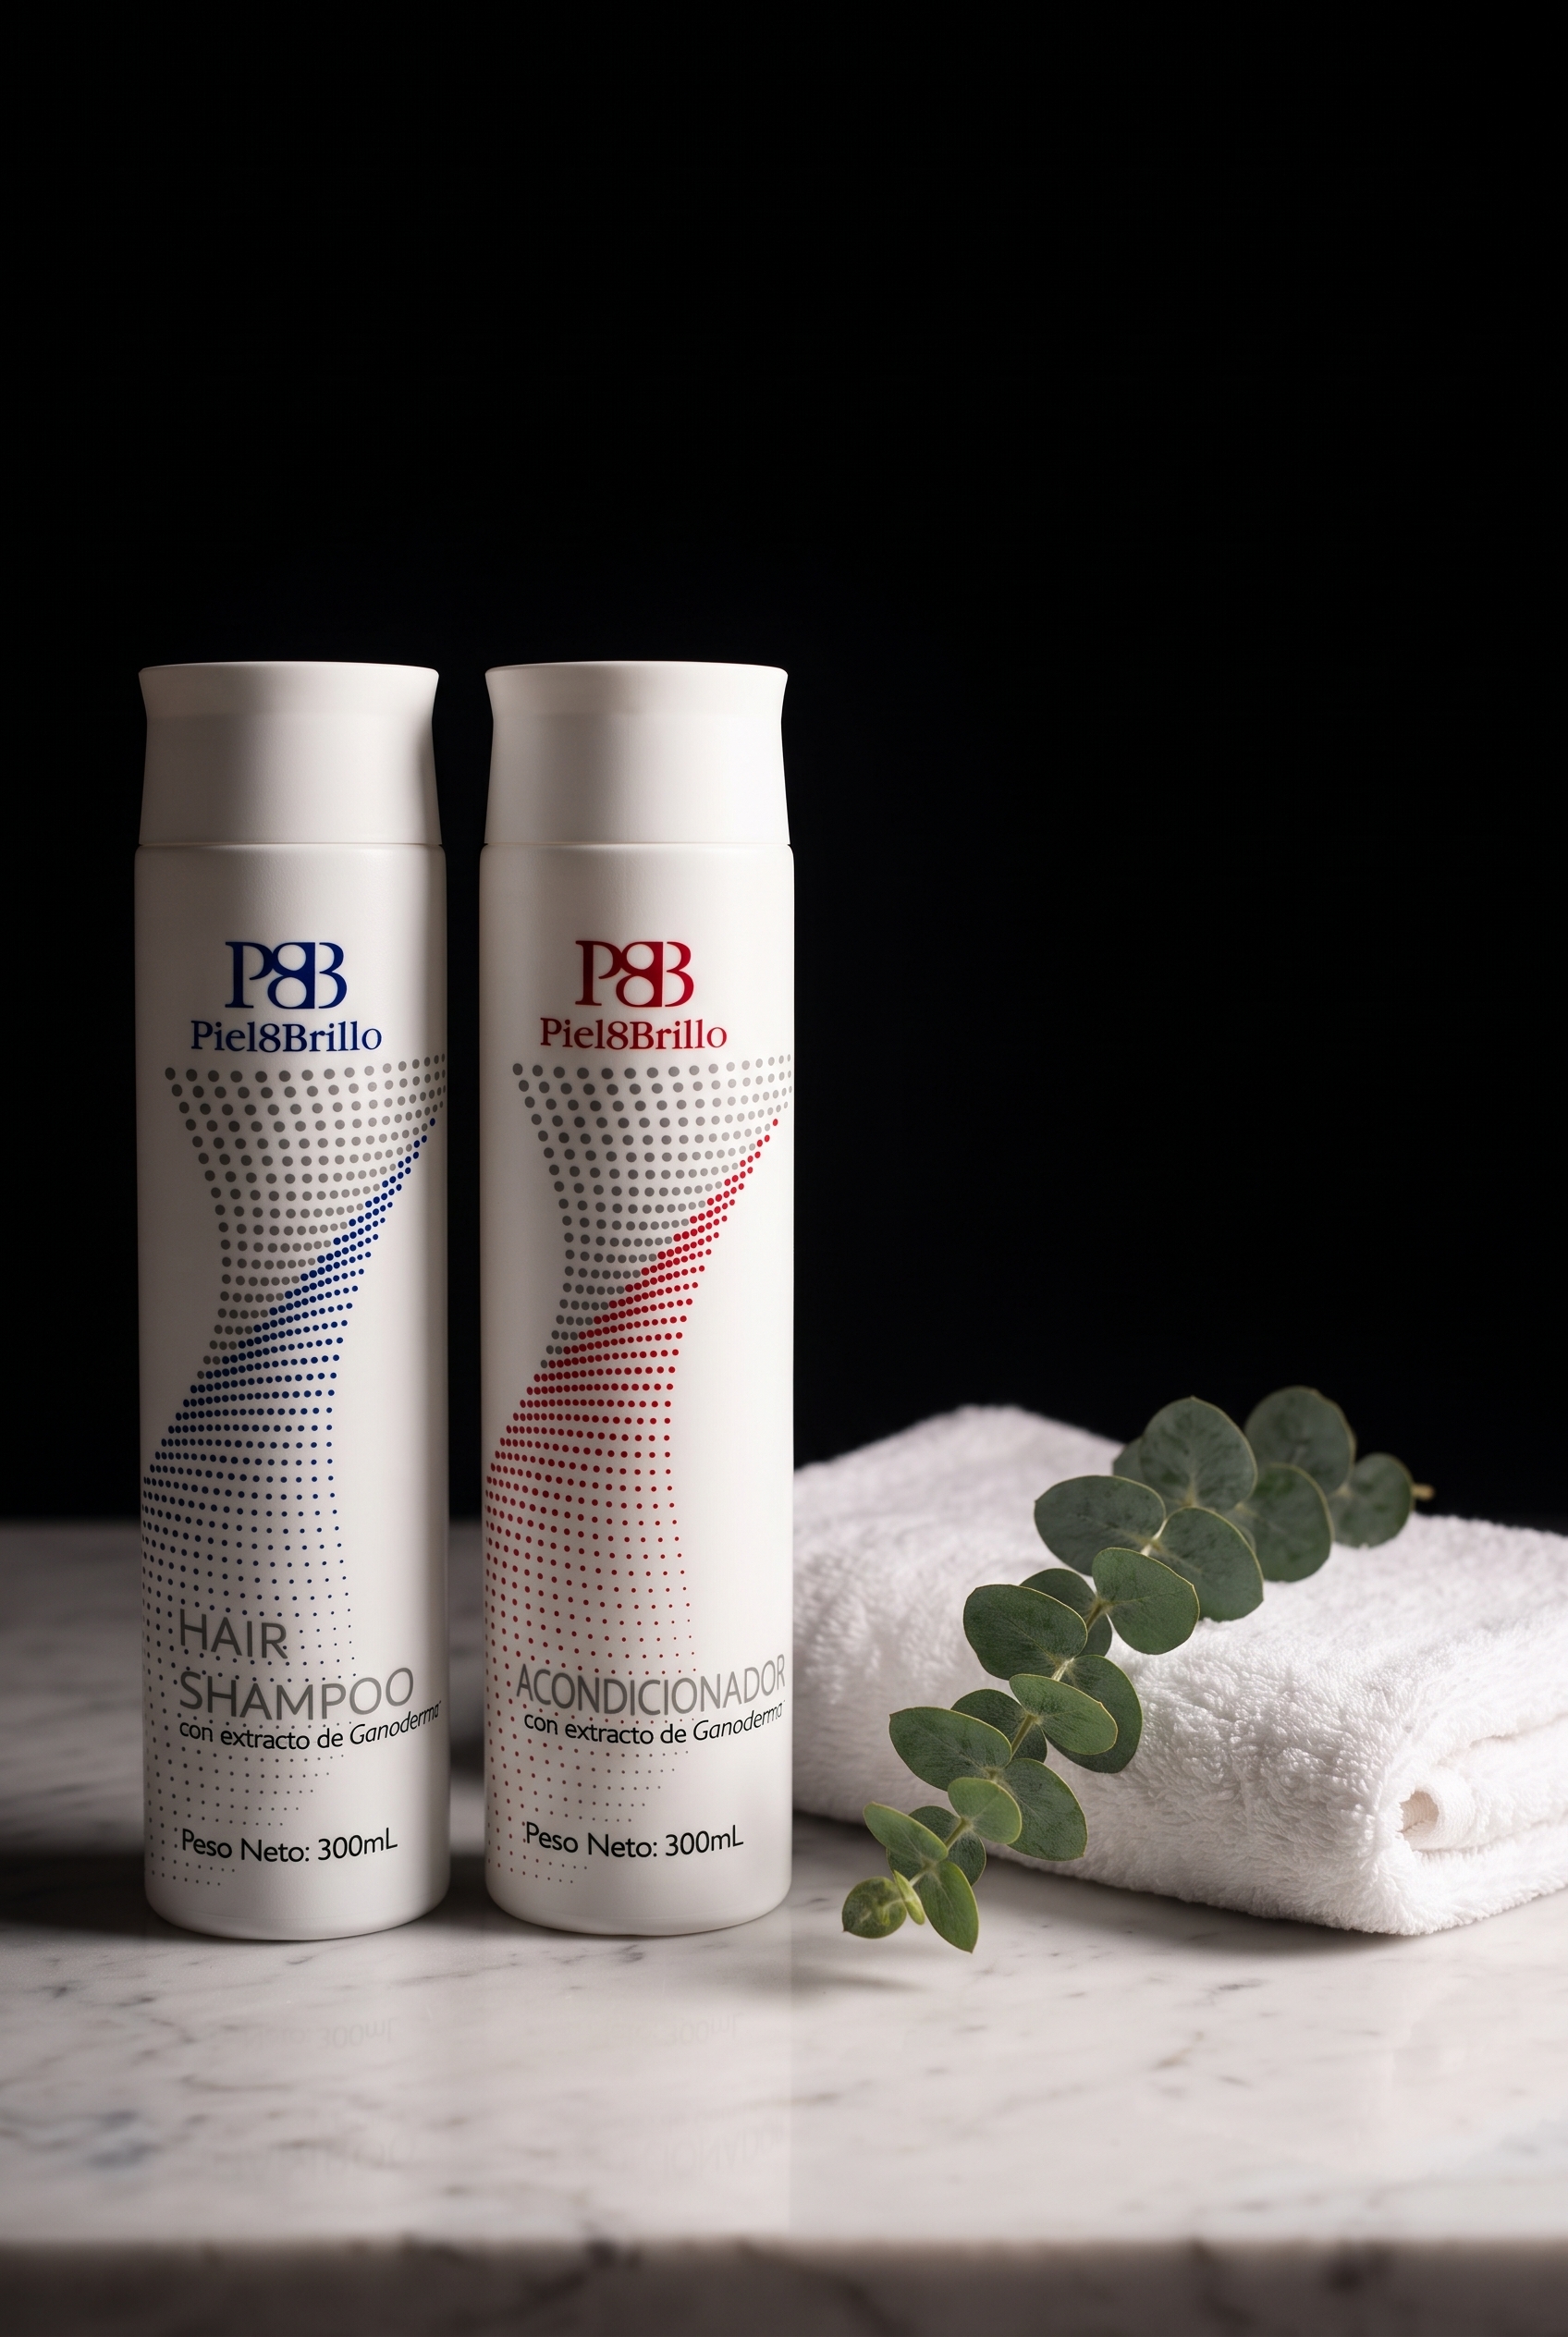 P8B
Piel8Brillo
HAIR
SHAMPOO
con extracto de Ganoderma
Peso Neto: 300mL
P8B
Piel8Brillo
ACONDICIONADOR
con extracto de Ganoderma
Peso Neto: 300mL